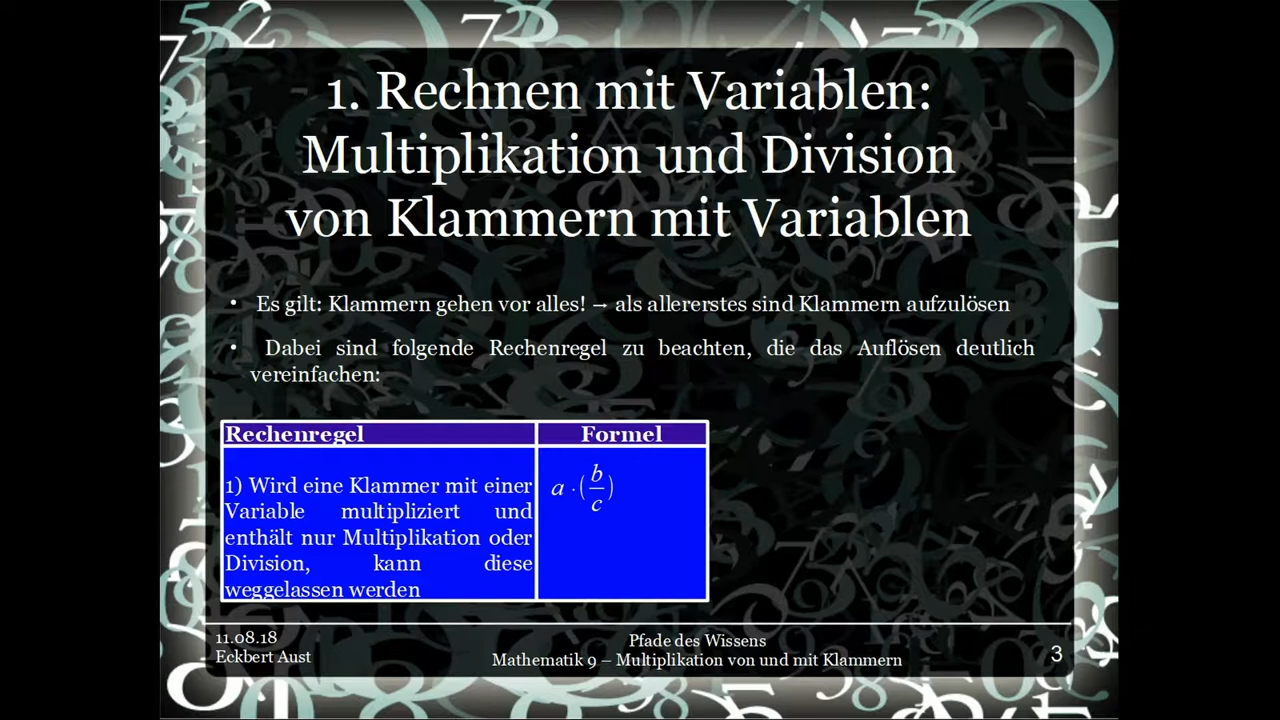 1. Rechnen mit Variablen:
Multiplikation und Division
von Klammern mit Variablen
• Es gilt: Klammern gehen vor alles! → als allererstes sind Klammern aufzulösen
• Dabei sind folgende Rechenregel zu beachten, die das Auflösen deutlich
vereinfachen:
Rechenregel Formel
1) Wird eine Klammer mit einer
Variable multipliziert und
enthält nur Multiplikation oder
Division, kann diese
weggelassen werden
a · (b/c)
11.08.18
Eckbert Aust
Pfade des Wissens
Mathematik 9 – Multiplikation von und mit Klammern
3